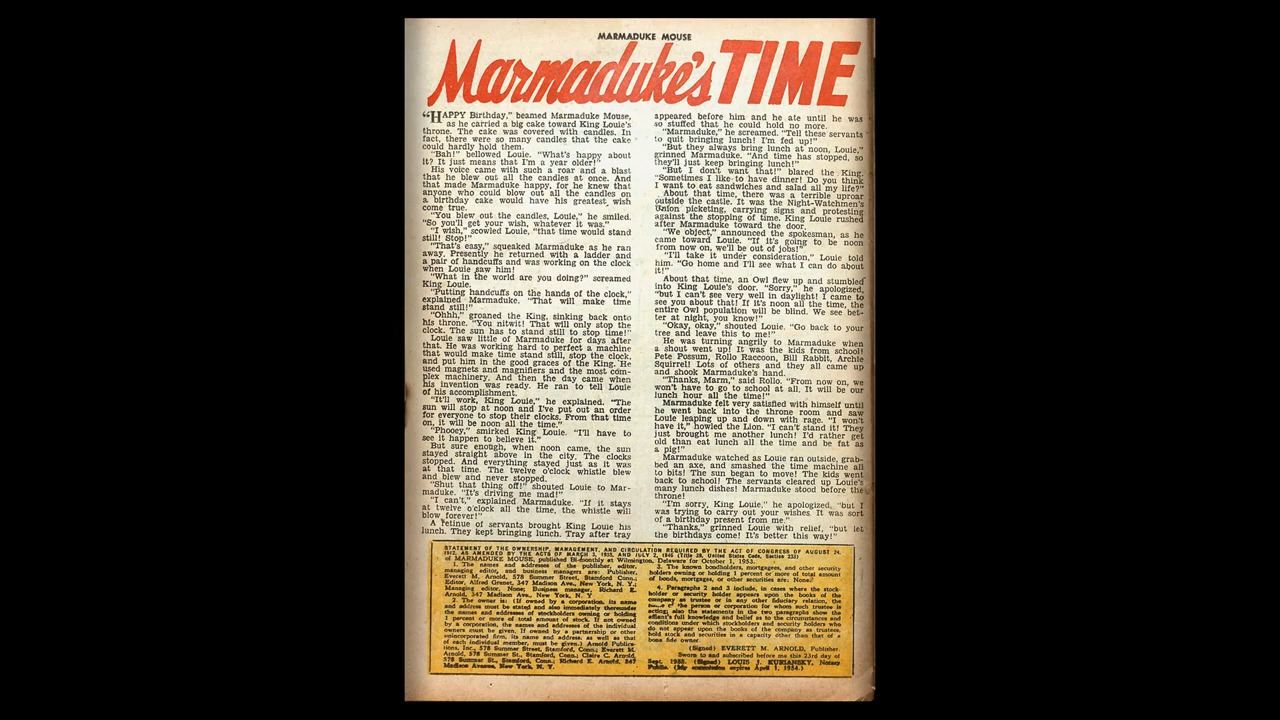 MARMADUKE MOUSE
Marmaduke's TIME
“HAPPY Birthday,” beamed Marmaduke Mouse,
as he carried a big cake toward King Louie's
throne. The cake was covered with candles. In
fact, there were so many candles that the cake
could hardly hold them.
“Bah!” bellowed Louie. “What's happy about
it? It just means that I'm a year older!”
His voice came with such a roar and a blast
that he blew out all the candles at once. And
that made Marmaduke happy, for he knew that
anyone who could blow out all the candles on
a birthday cake would have his greatest wish
come true.
“You blew out the candles, Louie,” he smiled.
“So you'll get your wish, whatever it was.”
“I wish,” scowled Louie, “that time would stand
still! Stop!”
“That's easy,” squeaked Marmaduke as he ran
away. Presently he returned with a ladder and
a pair of handcuffs and was working on the clock
when Louie saw him!
“What in the world are you doing?” screamed
King Louie.
“Putting handcuffs on the hands of the clock,”
explained Marmaduke. “That will make time
stand still!”
“Ohhh,” groaned the King, sinking back onto
his throne. “You nitwit! That will only stop the
clock. The sun has to stand still to stop time!”
Louie saw little of Marmaduke for days after
that. He was working hard to perfect a machine
that would make time stand still, stop the clock,
and put him in the good graces of the King. He
used magnets and magnifiers and the most com-
plex machinery. And then the day came when
his invention was ready. He ran to tell Louie
of his accomplishment.
“It'll work, King Louie,” he explained. “The
sun will stop at noon and I've put out an order
for everyone to stop their clocks. From that time
on, it will be noon all the time.”
“Phooey,” smirked King Louie. “I'll have to
see it happen to believe it.”
But sure enough, when noon came, the sun
stayed straight above in the city. The clocks
stopped. And everything stayed just as it was
at that time. The twelve o'clock whistle blew
and blew and never stopped.
“Shut that thing off!” shouted Louie to Mar-
maduke. “It's driving me mad!”
“I can't,” explained Marmaduke. “If it stays
at twelve o'clock all the time, the whistle will
blow forever!”
A retinue of servants brought King Louie his
lunch. They kept bringing lunch. Tray after tray
appeared before him and he ate until he was
so stuffed that he could hold no more.
“Marmaduke,” he screamed. “Tell these servants
to quit bringing lunch! I'm fed up!”
“But they always bring lunch at noon, Louie,”
grinned Marmaduke. “And time has stopped, so
they'll just keep bringing lunch!”
“But I don't want that!” blared the King.
“Sometimes I like to have dinner! Do you think
I want to eat sandwiches and salad all my life?”
About that time, there was a terrible uproar
outside the castle. It was the Night-Watchmen's
Union picketing, carrying signs and protesting
against the stopping of time. King Louie rushed
after Marmaduke toward the door.
“We object,” announced the spokesman, as he
came toward Louie. “If it's going to be noon
from now on, we'll be out of jobs!”
“I'll take it under consideration,” Louie told
him. “Go home and I'll see what I can do about
it!”
About that time, an Owl flew up and stumbled
into King Louie's door. “Sorry,” he apologized,
“but I can't see very well in daylight! I came to
see you about that! If it's noon all the time, the
entire Owl population will be blind. We see bet-
ter at night, you know!”
“Okay, okay,” shouted Louie. “Go back to your
tree and leave this to me!”
He was turning angrily to Marmaduke when
a shout went up! It was the kids from school!
Pete Possum, Rollo Raccoon, Bill Rabbit, Archie
Squirrel! Lots of others and they all came up
and shook Marmaduke's hand.
“Thanks, Marm,” said Rollo. “From now on, we
won't have to go to school at all. It will be our
lunch hour all the time!”
Marmaduke felt very satisfied with himself until
he went back into the throne room and saw
Louie leaping up and down with rage. “I won't
have it,” howled the Lion. “I can't stand it! They
just brought me another lunch! I'd rather get
old than eat lunch all the time and be fat as
a pig!”
Marmaduke watched as Louie ran outside, grab-
bed an axe, and smashed the time machine all
to bits! The sun began to move! The kids went
back to school! The servants cleared up Louie's
many lunch dishes! Marmaduke stood before the
throne!
“I'm sorry, King Louie,” he apologized, “but I
was trying to carry out your wishes. It was sort
of a birthday present from me.”
“Thanks,” grinned Louie with relief, “but let
the birthdays come! It's better this way!”
STATEMENT OF THE OWNERSHIP, MANAGEMENT, AND CIRCULATION REQUIRED BY THE ACT OF CONGRESS OF AUGUST 24,
1912, AS AMENDED BY THE ACTS OF MARCH 3, 1933, AND JULY 2, 1946 (Title 39, United States Code, Section 233)
of MARMADUKE MOUSE, published Bi-monthly at Wilmington, Delaware for October 1, 1953.
1. The names and addresses of the publisher, editor,
managing editor, and business managers are: Publisher,
Everett M. Arnold, 578 Summer Street, Stamford Conn.;
Editor, Alfred Grenet, 347 Madison Ave., New York, N. Y.;
Managing editor, None; Business manager, Richard E.
Arnold, 347 Madison Ave., New York, N. Y.
2. The owner is: (If owned by a corporation, its name
and address must be stated and also immediately thereunder
the names and addresses of stockholders owning or holding
1 percent or more of total amount of stock. If not owned
by a corporation, the names and addresses of the individual
owners must be given. If owned by a partnership or other
unincorporated firm, its name and address, as well as that
of each individual member, must be given.) Arnold Publica-
tions, Inc., 578 Summer Street, Stamford, Conn.; Everett M.
Arnold, 578 Summer St., Stamford, Conn.; Claire C. Arnold,
578 Summer St., Stamford, Conn.; Richard E. Arnold, 347
Madison Avenue, New York, N. Y.
3. The known bondholders, mortgages, and other security
holders owning or holding 1 percent or more of total amount
of bonds, mortgages, or other securities are: None.
4. Paragraphs 2 and 3 include, in cases where the stock-
holder or security holder appears upon the books of the
company as trustee or in any other fiduciary relation, the
of the person or corporation for whom such trustee is
acting; also the statements in the two paragraphs show the
affiant's full knowledge and belief as to the circumstances and
conditions under which stockholders and security holders who
do not appear upon the books of the company as trustees,
hold stock and securities in a capacity other than that of a
bona fide owner.
(Signed) EVERETT M. ARNOLD, Publisher.
Sworn to and subscribed before me this 23rd day of
Sept. 1953. (Signed) LOUIS J. KURIANSKY, Notary
Public. (My commission expires April 1, 1954.)